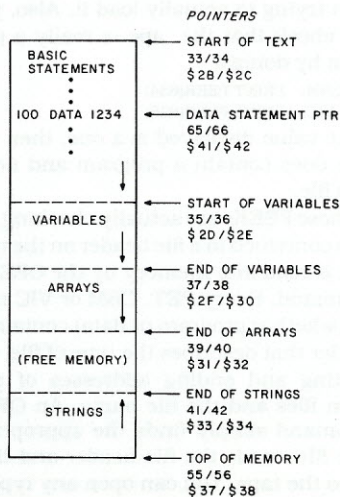 POINTERS
START OF TEXT
33/34
$2B/$2C
BASIC
STATEMENTS
100 DATA 1234
DATA STATEMENT PTR
65/66
$41/$42
START OF VARIABLES
35/36
$2D/$2E
VARIABLES
END OF VARIABLES
37/38
$2F/$30
ARRAYS
END OF ARRAYS
39/40
$31/$32
(FREE MEMORY)
END OF STRINGS
41/42
$33/$34
STRINGS
TOP OF MEMORY
55/56
$37/$38